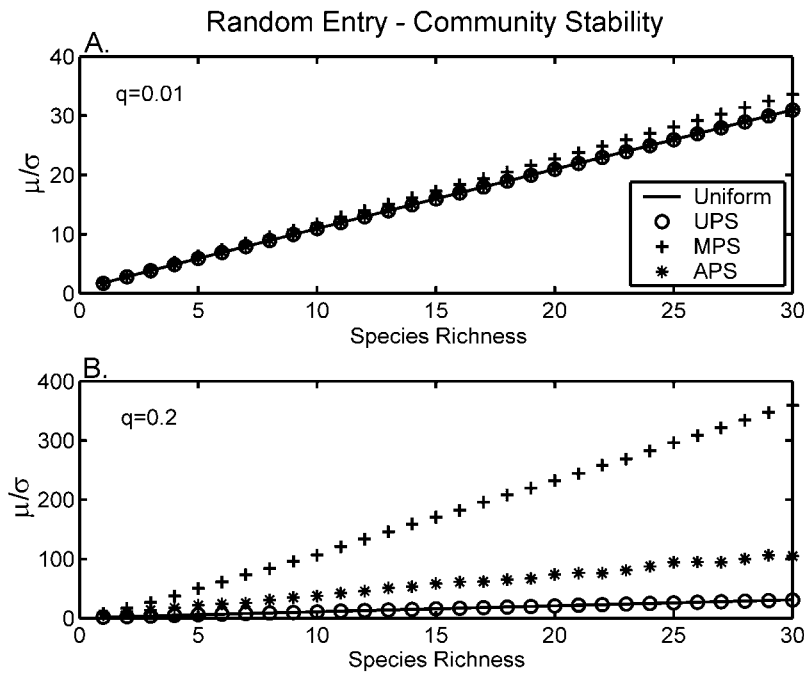 Random Entry - Community Stability
A.
q=0.01
40
30
20
10
0
μ/σ
0 5 10 15 20 25 30
Species Richness
Uniform
UPS
MPS
APS
B.
q=0.2
400
300
200
100
0
μ/σ
0 5 10 15 20 25 30
Species Richness